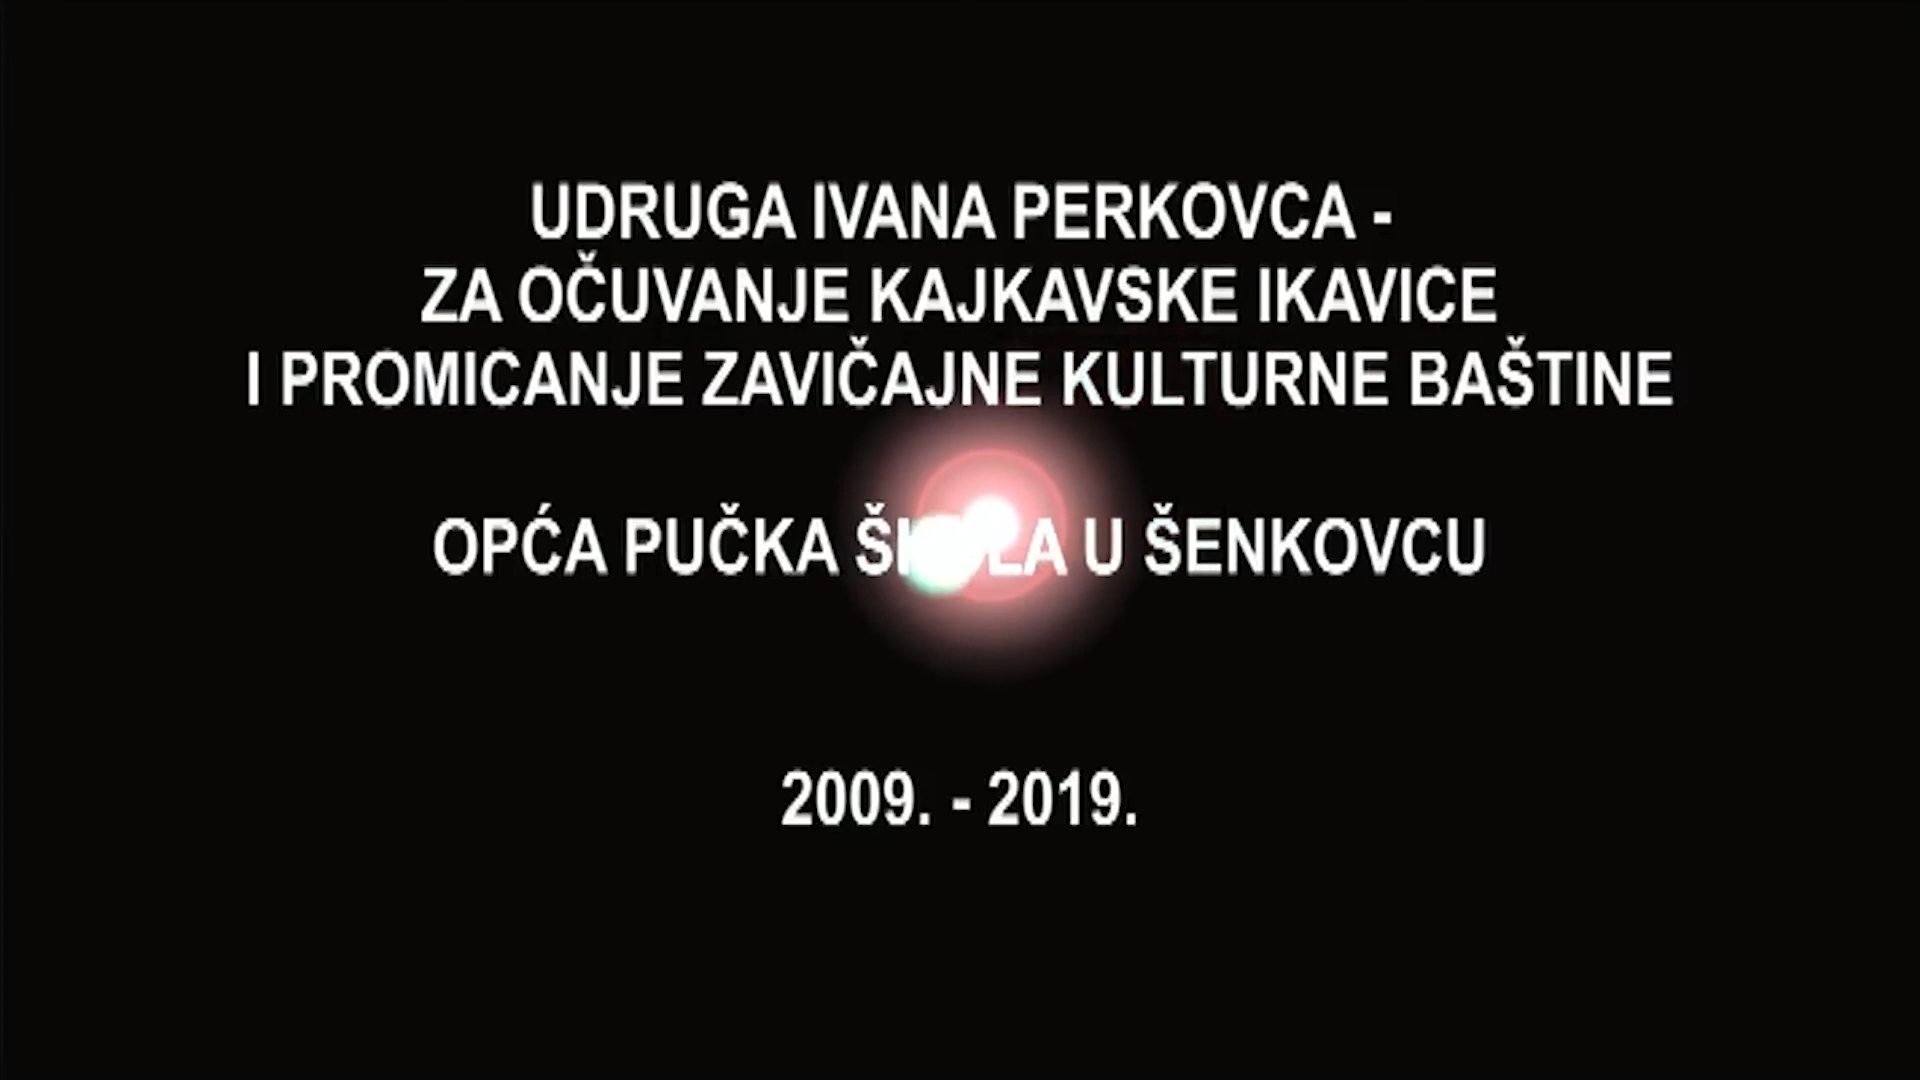 UDRUGA IVANA PERKOVCA -
ZA OČUVANJE KAJKAVSKE IKAVICE
I PROMICANJE ZAVIČAJNE KULTURNE BAŠTINE
OPĆA PUČKA U ŠENKOVCU
2009. - 2019.